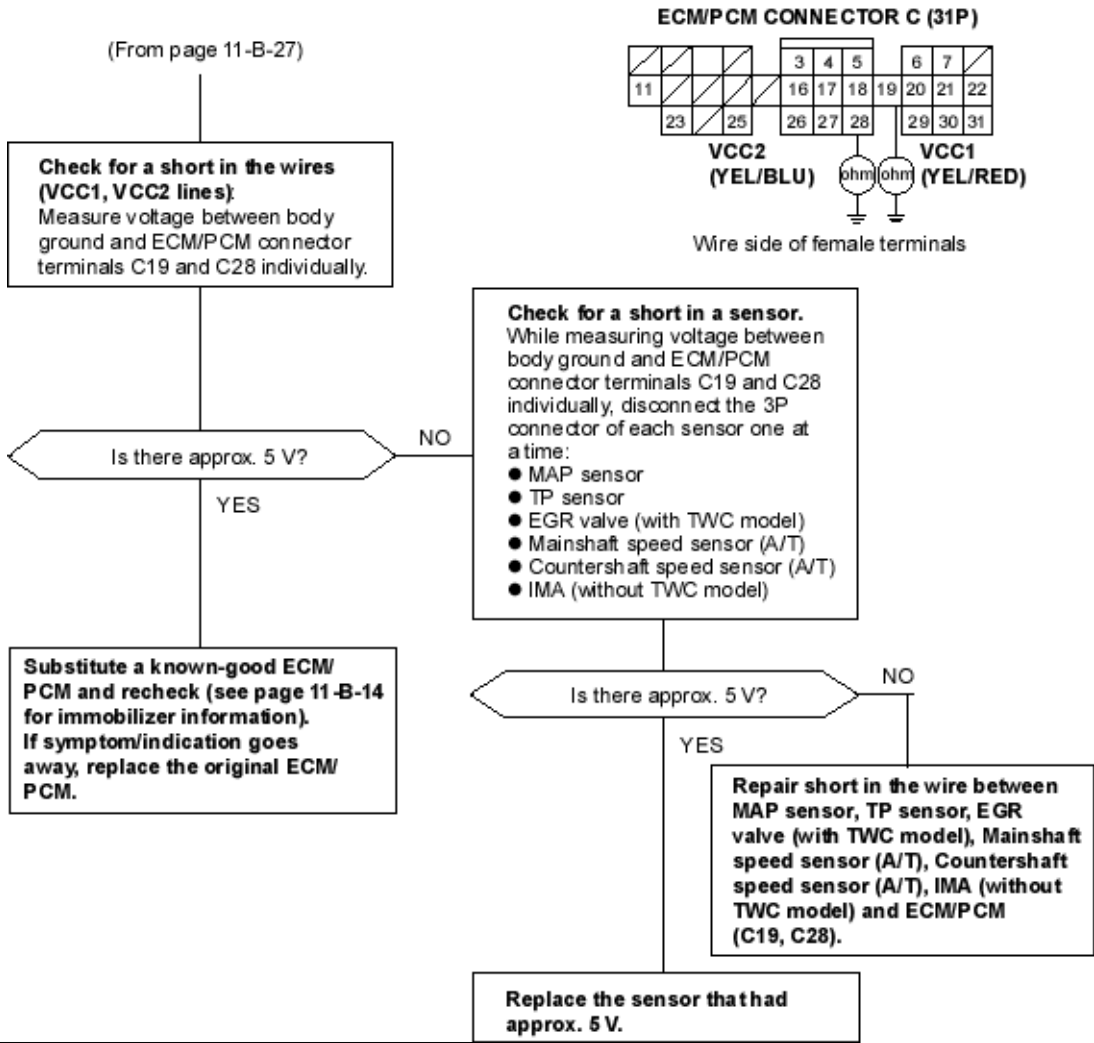 ECM/PCM CONNECTOR C (31P)
(From page 11-B-27)
3 4 5 6 7
11 16 17 18 19 20 21 22
23 25 26 27 28 29 30 31
VCC2
(YEL/BLU)
ohm
ohm
VCC1
(YEL/RED)
Wire side of female terminals
Check for a short in the wires
(VCC1, VCC2 lines):
Measure voltage between body
ground and ECM/PCM connector
terminals C19 and C28 individually.
Is there approx. 5 V?
NO
YES
Check for a short in a sensor.
While measuring voltage between
body ground and ECM/PCM
connector terminals C19 and C28
individually, disconnect the 3P
connector of each sensor one at
a time:
● MAP sensor
● TP sensor
● EGR valve (with TWC model)
● Mainshaft speed sensor (A/T)
● Countershaft speed sensor (A/T)
● IMA (without TWC model)
Substitute a known-good ECM/
PCM and recheck (see page 11-B-14
for immobilizer information).
If symptom/indication goes
away, replace the original ECM/
PCM.
Is there approx. 5 V?
NO
YES
Repair short in the wire between
MAP sensor, TP sensor, EGR
valve (with TWC model), Mainshaft
speed sensor (A/T), Countershaft
speed sensor (A/T), IMA (without
TWC model) and ECM/PCM
(C19, C28).
Replace the sensor that had
approx. 5 V.